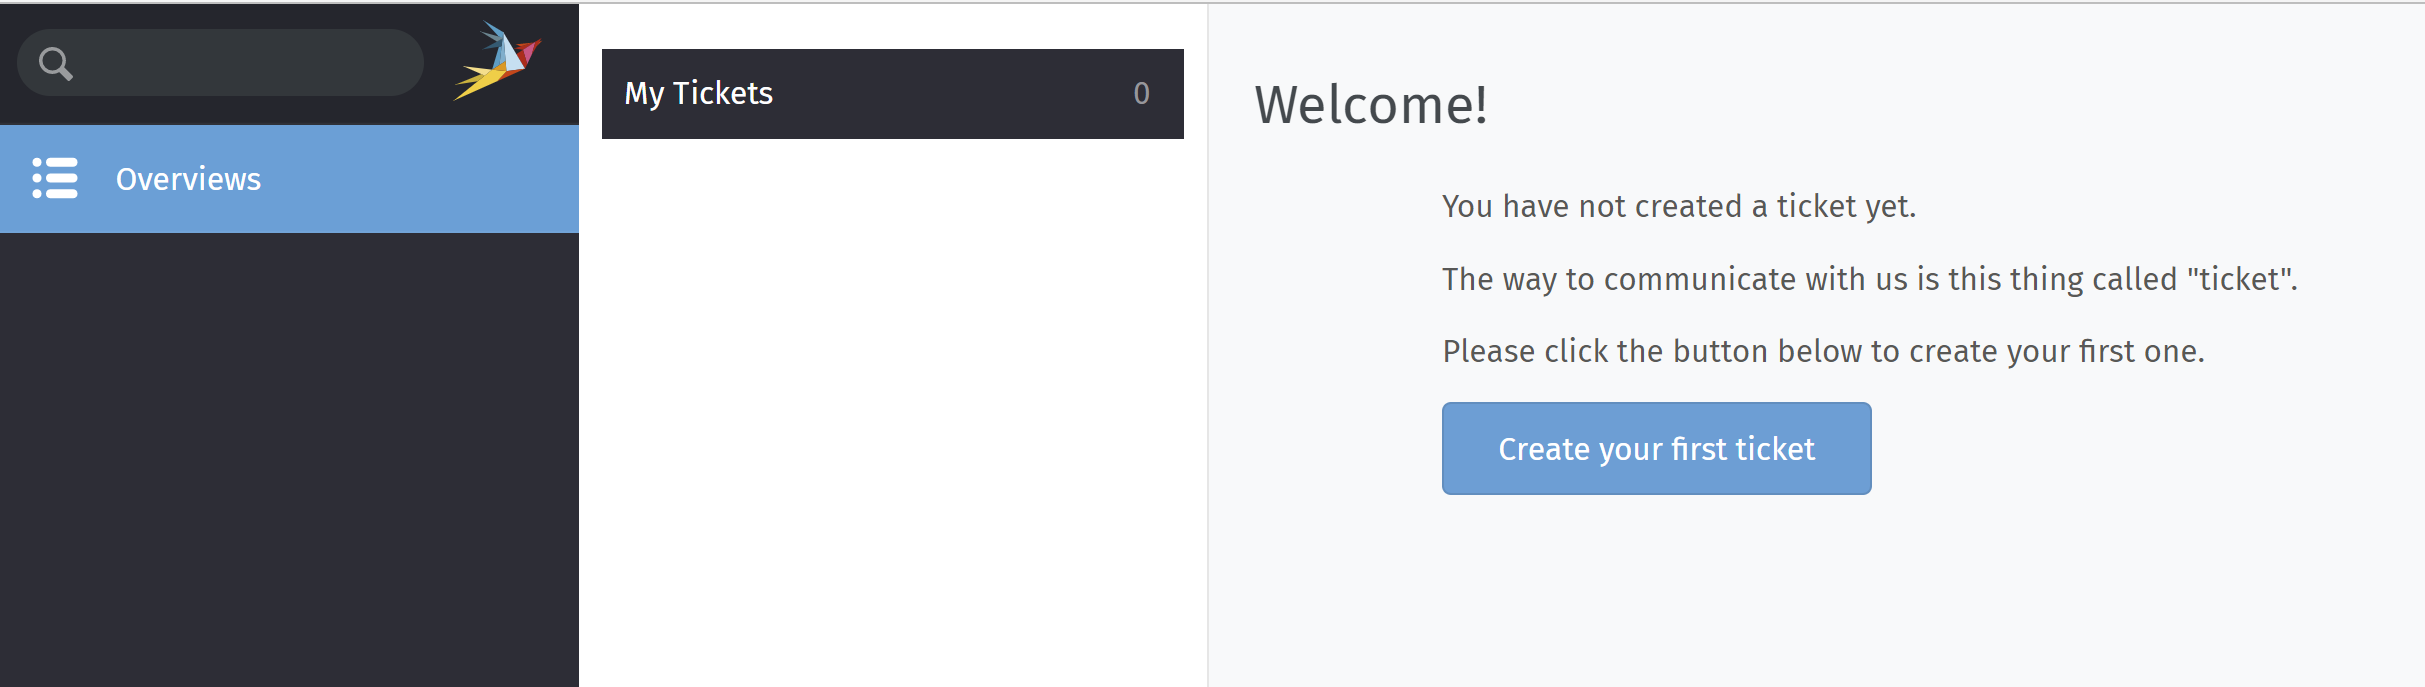 Overviews
My Tickets 0
Welcome!
You have not created a ticket yet.
The way to communicate with us is this thing called "ticket".
Please click the button below to create your first one.
Create your first ticket